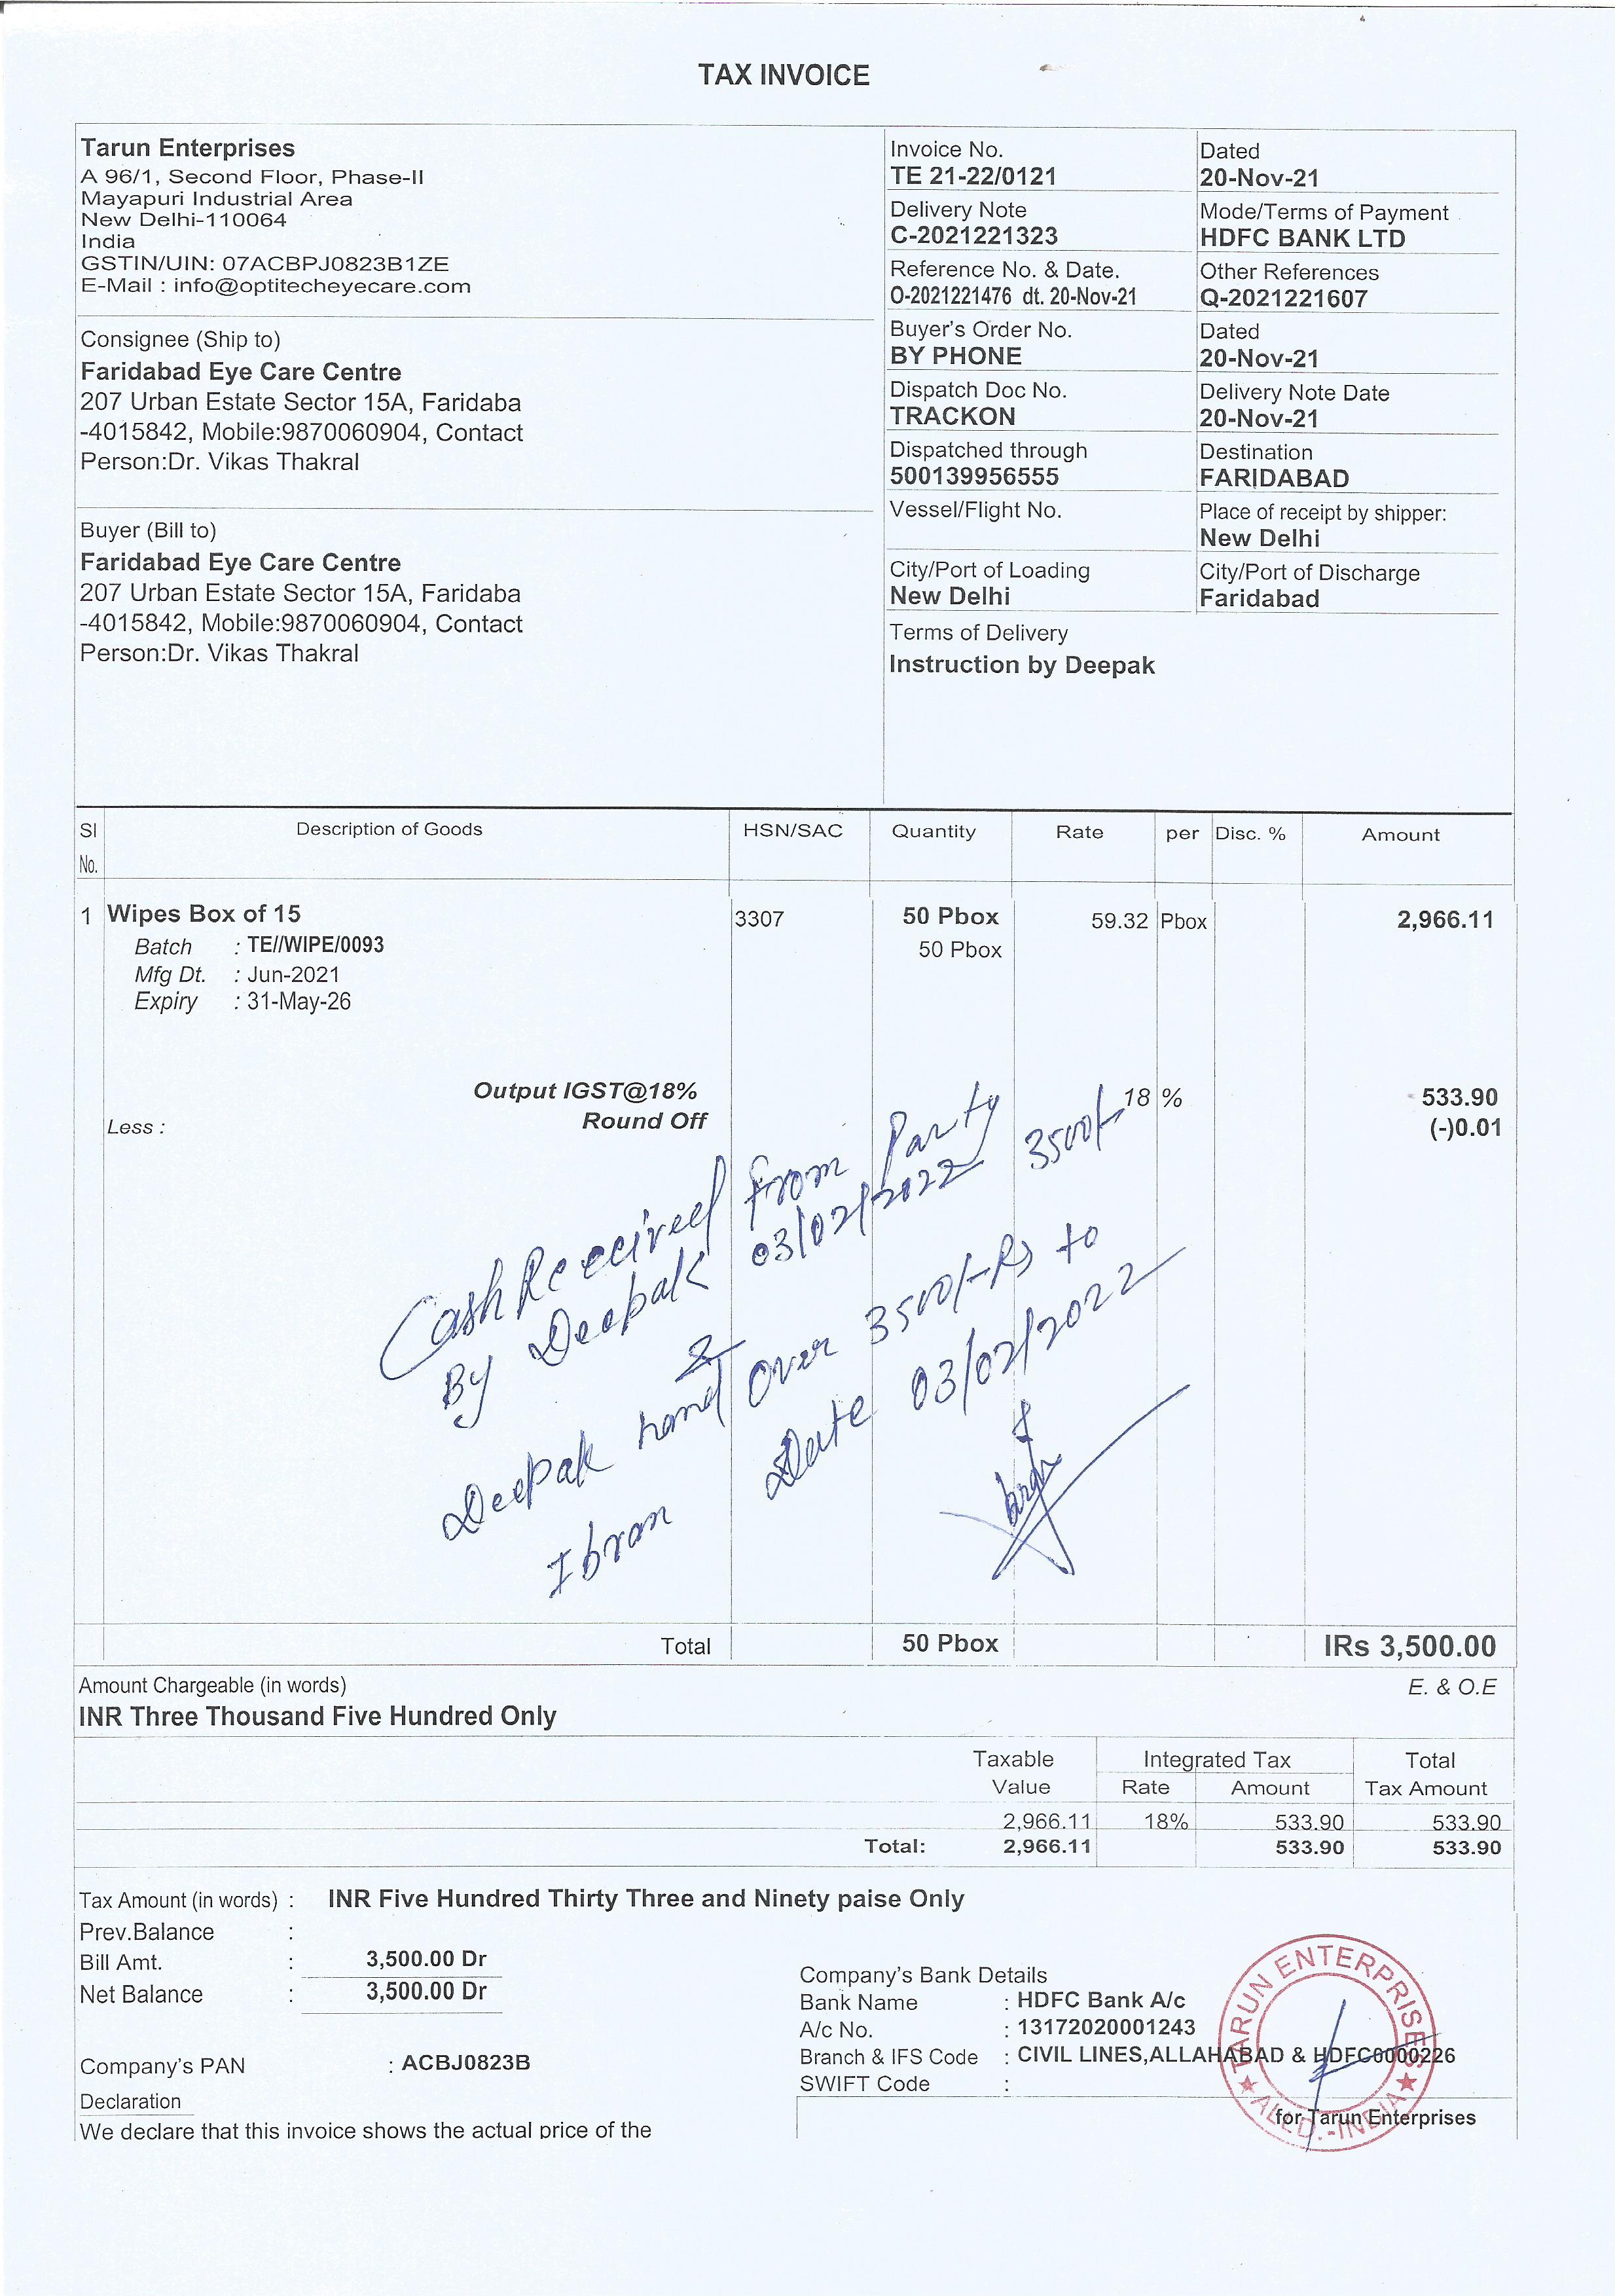 TAX INVOICE
Tarun Enterprises
A 96/1, Second Floor, Phase-II
Mayapuri Industrial Area
New Delhi-110064
India
GSTIN/UIN: 07ACBPJ0823B1ZE
E-Mail : info@optitecheyecare.com
Consignee (Ship to)
Faridabad Eye Care Centre
207 Urban Estate Sector 15A, Faridaba
-4015842, Mobile:9870060904, Contact
Person:Dr. Vikas Thakral
Buyer (Bill to)
Faridabad Eye Care Centre
207 Urban Estate Sector 15A, Faridaba
-4015842, Mobile:9870060904, Contact
Person:Dr. Vikas Thakral
Invoice No. Dated
TE 21-22/0121 20-Nov-21
Delivery Note Mode/Terms of Payment
C-2021221323 HDFC BANK LTD
Reference No. & Date. Other References
O-2021221476 dt. 20-Nov-21 Q-2021221607
Buyer's Order No. Dated
BY PHONE 20-Nov-21
Dispatch Doc No. Delivery Note Date
TRACKON 20-Nov-21
Dispatched through Destination
500139956555 FARIDABAD
Vessel/Flight No. Place of receipt by shipper:
New Delhi
City/Port of Loading City/Port of Discharge
New Delhi Faridabad
Terms of Delivery
Instruction by Deepak
Sl No. Description of Goods HSN/SAC Quantity Rate per Disc. % Amount
1 Wipes Box of 15 3307 50 Pbox 59.32 Pbox 2,966.11
Batch : TE//WIPE/0093 50 Pbox
Mfg Dt. : Jun-2021
Expiry : 31-May-26
Output IGST@18% 18 % 533.90
Less : Round Off (-)0.01
Cash Received from Party
By Deepak 03/02/2022 3500/-
&
Deepak hand over 3500/-Rs to
Ibran Date 03/02/2022
Total 50 Pbox IRs 3,500.00
Amount Chargeable (in words) E. & O.E
INR Three Thousand Five Hundred Only
Taxable Integrated Tax Total
Value Rate Amount Tax Amount
2,966.11 18% 533.90 533.90
Total: 2,966.11 533.90 533.90
Tax Amount (in words) : INR Five Hundred Thirty Three and Ninety paise Only
Prev.Balance :
Bill Amt. : 3,500.00 Dr
Net Balance : 3,500.00 Dr
Company's PAN : ACBJ0823B
Declaration
We declare that this invoice shows the actual price of the
Company's Bank Details
Bank Name : HDFC Bank A/c
A/c No. : 13172020001243
Branch & IFS Code : CIVIL LINES,ALLAHABAD & HDFC0000226
SWIFT Code :
for Tarun Enterprises
TARUN ENTERPRISES
ALLD.-INDIA